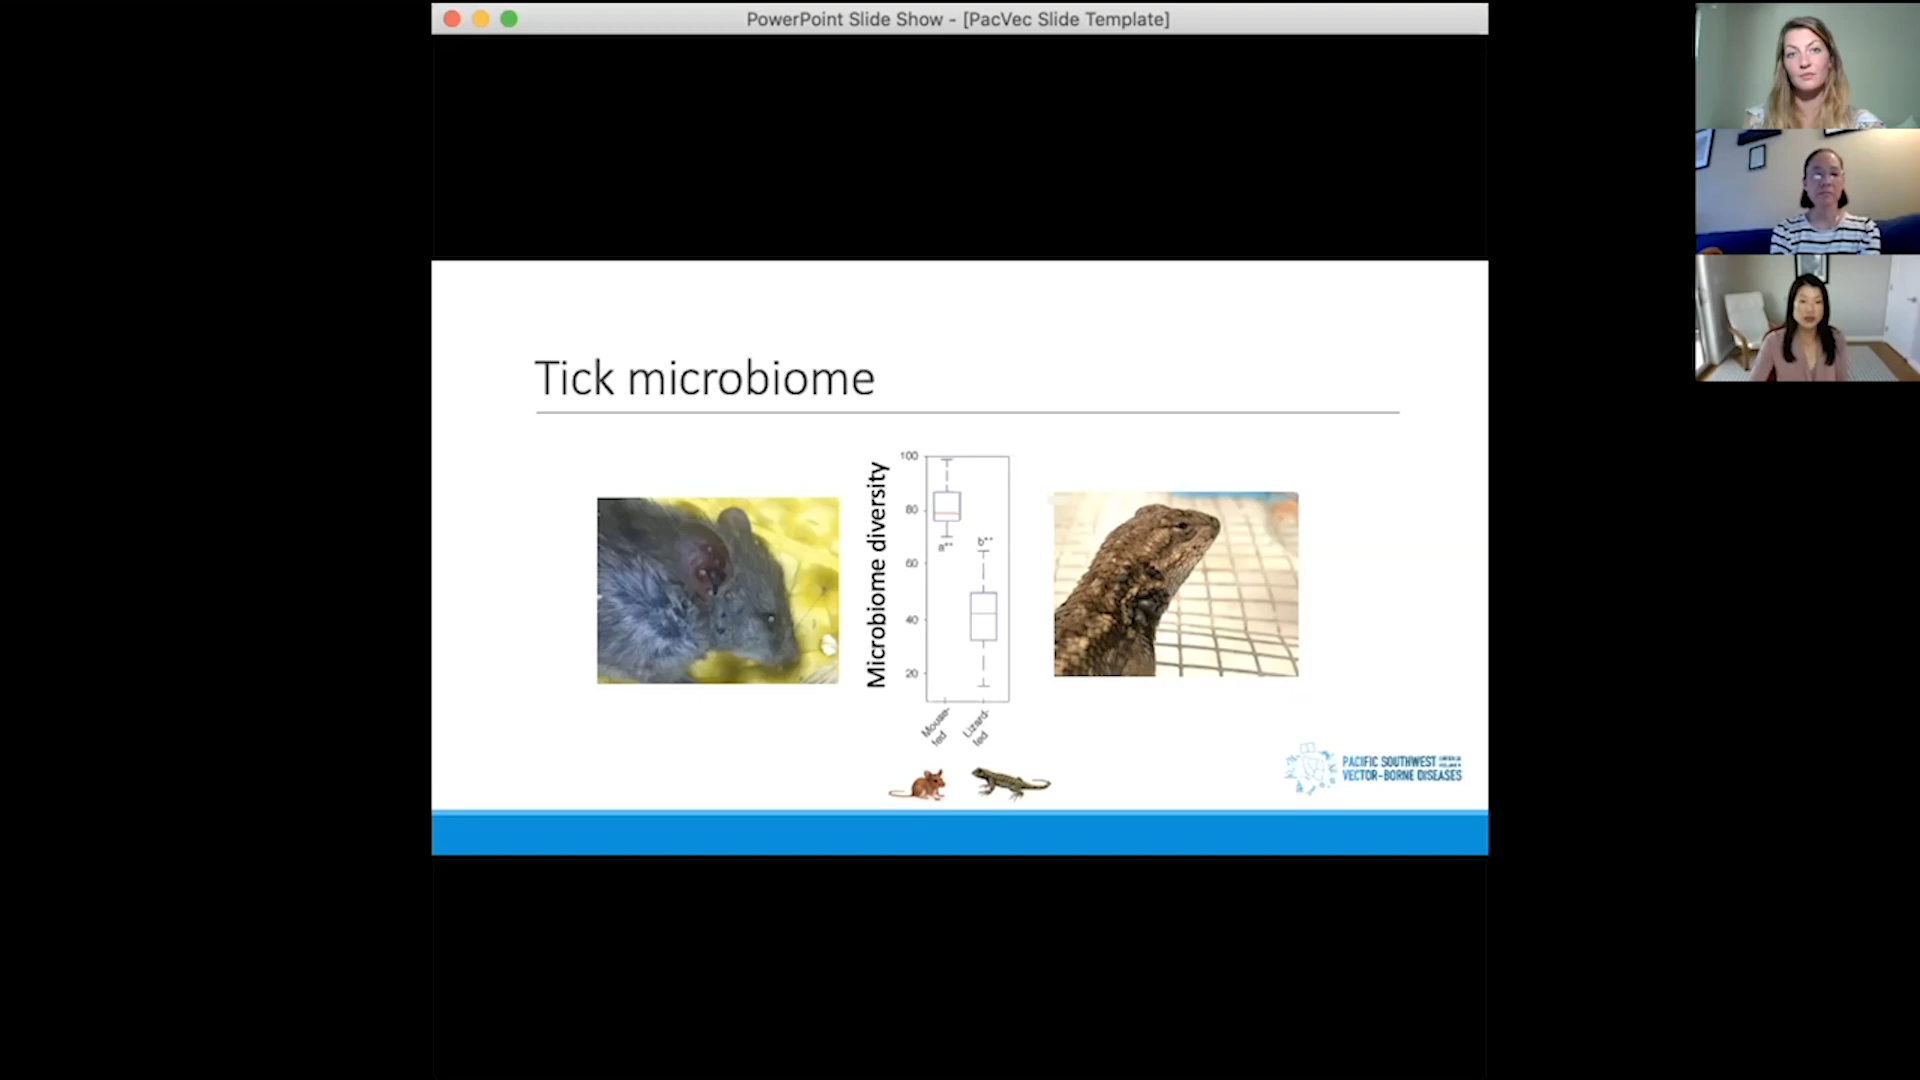 PowerPoint Slide Show - [PacVec Slide Template]
Tick microbiome
Microbiome diversity
100
80
60
40
20
a**
b**
Mouse-
fed
Lizard-
fed
PACIFIC SOUTHWEST
VECTOR-BORNE DISEASES